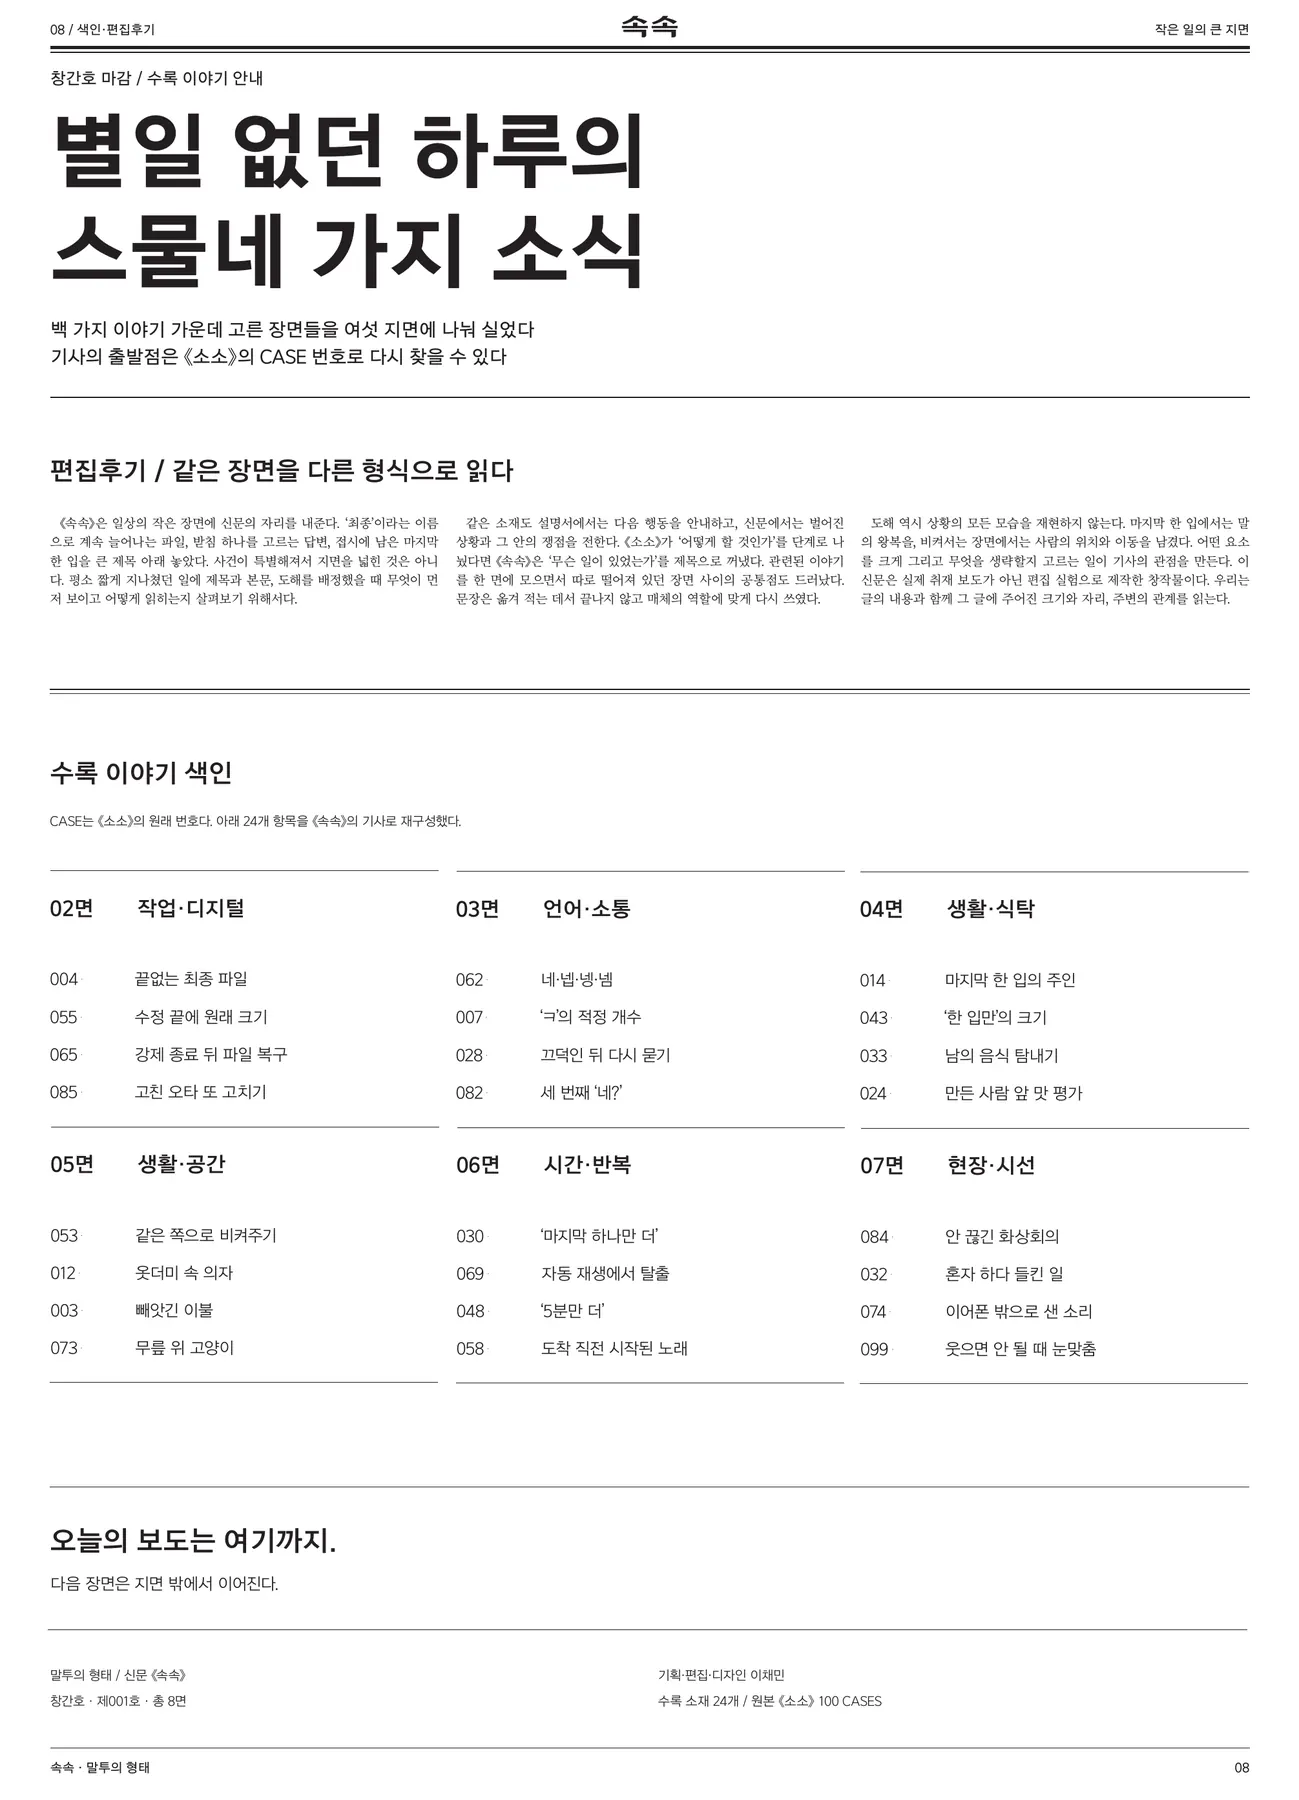 08 / 색인·편집후기
속속
작은 일의 큰 지면
창간호 마감 / 수록 이야기 안내
별일 없던 하루의
스물네 가지 소식
백 가지 이야기 가운데 고른 장면들을 여섯 지면에 나눠 실었다
기사의 출발점은 《소소》의 CASE 번호로 다시 찾을 수 있다
편집후기 / 같은 장면을 다른 형식으로 읽다
《속속》은 일상의 작은 장면에 신문의 자리를 내준다. ‘최종’이라는 이름
으로 계속 늘어나는 파일, 받침 하나를 고르는 답변, 접시에 남은 마지막
한 입을 큰 제목 아래 놓았다. 사건이 특별해져서 지면을 넓힌 것은 아니
다. 평소 짧게 지나쳤던 일에 제목과 본문, 도해를 배정했을 때 무엇이 먼
저 보이고 어떻게 읽히는지 살펴보기 위해서다.
같은 소재도 설명서에서는 다음 행동을 안내하고, 신문에서는 벌어진
상황과 그 안의 쟁점을 전한다. 《소소》가 ‘어떻게 할 것인가’를 단계로 나
눴다면 《속속》은 ‘무슨 일이 있었는가’를 제목으로 꺼냈다. 관련된 이야기
를 한 면에 모으면서 따로 떨어져 있던 장면 사이의 공통점도 드러났다.
문장은 옮겨 적는 데서 끝나지 않고 매체의 역할에 맞게 다시 쓰였다.
도해 역시 상황의 모든 모습을 재현하지 않는다. 마지막 한 입에서는 말
의 왕복을, 비켜서는 장면에서는 사람의 위치와 이동을 남겼다. 어떤 요소
를 크게 그리고 무엇을 생략할지 고르는 일이 기사의 관점을 만든다. 이
신문은 실제 취재 보도가 아닌 편집 실험으로 제작한 창작물이다. 우리는
글의 내용과 함께 그 글에 주어진 크기와 자리, 주변의 관계를 읽는다.
수록 이야기 색인
CASE는 《소소》의 원래 번호다. 아래 24개 항목을 《속속》의 기사로 재구성했다.
02면 작업·디지털
004 끝없는 최종 파일
055 수정 끝에 원래 크기
065 강제 종료 뒤 파일 복구
085 고친 오타 또 고치기
03면 언어·소통
062 네·넵·넹·넴
007 ‘ㅋ’의 적정 개수
028 끄덕인 뒤 다시 묻기
082 세 번째 ‘네?’
04면 생활·식탁
014 마지막 한 입의 주인
043 ‘한 입만’의 크기
033 남의 음식 탐내기
024 만든 사람 앞 맛 평가
05면 생활·공간
053 같은 쪽으로 비켜주기
012 옷더미 속 의자
003 빼앗긴 이불
073 무릎 위 고양이
06면 시간·반복
030 ‘마지막 하나만 더’
069 자동 재생에서 탈출
048 ‘5분만 더’
058 도착 직전 시작된 노래
07면 현장·시선
084 안 끊긴 화상회의
032 혼자 하다 들킨 일
074 이어폰 밖으로 샌 소리
099 웃으면 안 될 때 눈맞춤
오늘의 보도는 여기까지.
다음 장면은 지면 밖에서 이어진다.
말투의 형태 / 신문 《속속》
창간호 · 제001호 · 총 8면
기획·편집·디자인 이채민
수록 소재 24개 / 원본 《소소》 100 CASES
속속 · 말투의 형태
08